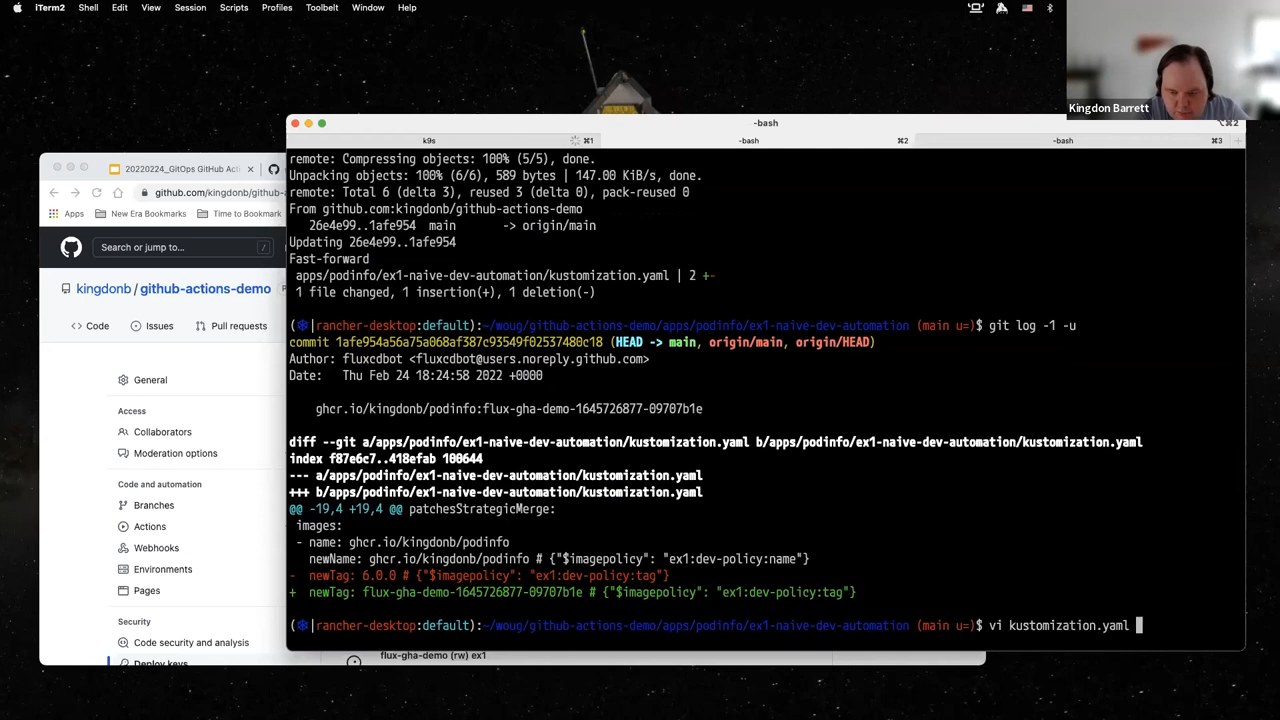 iTerm2 Shell Edit View Session Scripts Profiles Toolbelt Window Help
Kingdon Barrett
-bash
⌥⌘2
k9s ⌘1 -bash ⌘2 -bash ⌘3
remote: Compressing objects: 100% (5/5), done.
Unpacking objects: 100% (6/6), 589 bytes | 147.00 KiB/s, done.
remote: Total 6 (delta 3), reused 3 (delta 0), pack-reused 0
From github.com:kingdonb/github-actions-demo
26e4e99..1afe954 main -> origin/main
Updating 26e4e99..1afe954
Fast-forward
apps/podinfo/ex1-naive-dev-automation/kustomization.yaml | 2 +-
1 file changed, 1 insertion(+), 1 deletion(-)
(❄|rancher-desktop:default):~/woug/github-actions-demo/apps/podinfo/ex1-naive-dev-automation (main u=)$ git log -1 -u
commit 1afe954a56a75a068af387c93549f02537480c18 (HEAD -> main, origin/main, origin/HEAD)
Author: fluxcdbot <fluxcdbot@users.noreply.github.com>
Date: Thu Feb 24 18:24:58 2022 +0000
ghcr.io/kingdonb/podinfo:flux-gha-demo-1645726877-09707b1e
diff --git a/apps/podinfo/ex1-naive-dev-automation/kustomization.yaml b/apps/podinfo/ex1-naive-dev-automation/kustomization.yaml
index f87e6c7..418efab 100644
--- a/apps/podinfo/ex1-naive-dev-automation/kustomization.yaml
+++ b/apps/podinfo/ex1-naive-dev-automation/kustomization.yaml
@@ -19,4 +19,4 @@ patchesStrategicMerge:
images:
- name: ghcr.io/kingdonb/podinfo
newName: ghcr.io/kingdonb/podinfo # {"$imagepolicy": "ex1:dev-policy:name"}
- newTag: 6.0.0 # {"$imagepolicy": "ex1:dev-policy:tag"}
+ newTag: flux-gha-demo-1645726877-09707b1e # {"$imagepolicy": "ex1:dev-policy:tag"}
(❄|rancher-desktop:default):~/woug/github-actions-demo/apps/podinfo/ex1-naive-dev-automation (main u=)$ vi kustomization.yaml
20220224_GitOps GitHub Acti
github.com/kingdonb/github-a
Apps New Era Bookmarks Time to Market
Search or jump to... /
kingdonb / github-actions-demo
Code Issues Pull requests
General
Access
Collaborators
Moderation options
Code and automation
Branches
Actions
Webhooks
Environments
Pages
Code security and analysis
Deploy keys
flux-gha-demo (rw) ex1